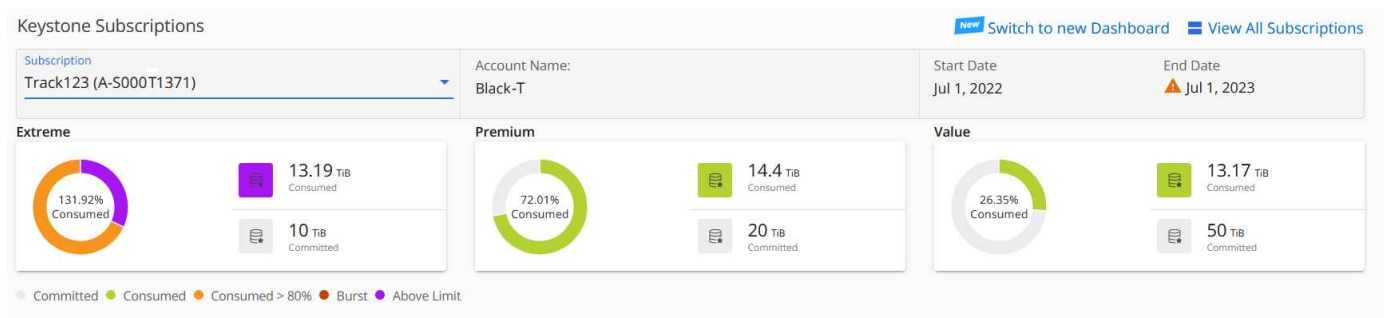 Keystone Subscriptions
New Switch to new Dashboard View All Subscriptions
Subscription
Track123 (A-S000T1371)
Account Name:
Black-T
Start Date
Jul 1, 2022
End Date
Jul 1, 2023
Extreme
131.92%
Consumed
13.19 TiB
Consumed
10 TiB
Committed
Premium
72.01%
Consumed
14.4 TiB
Consumed
20 TiB
Committed
Value
26.35%
Consumed
13.17 TiB
Consumed
50 TiB
Committed
Committed Consumed Consumed > 80% Burst Above Limit